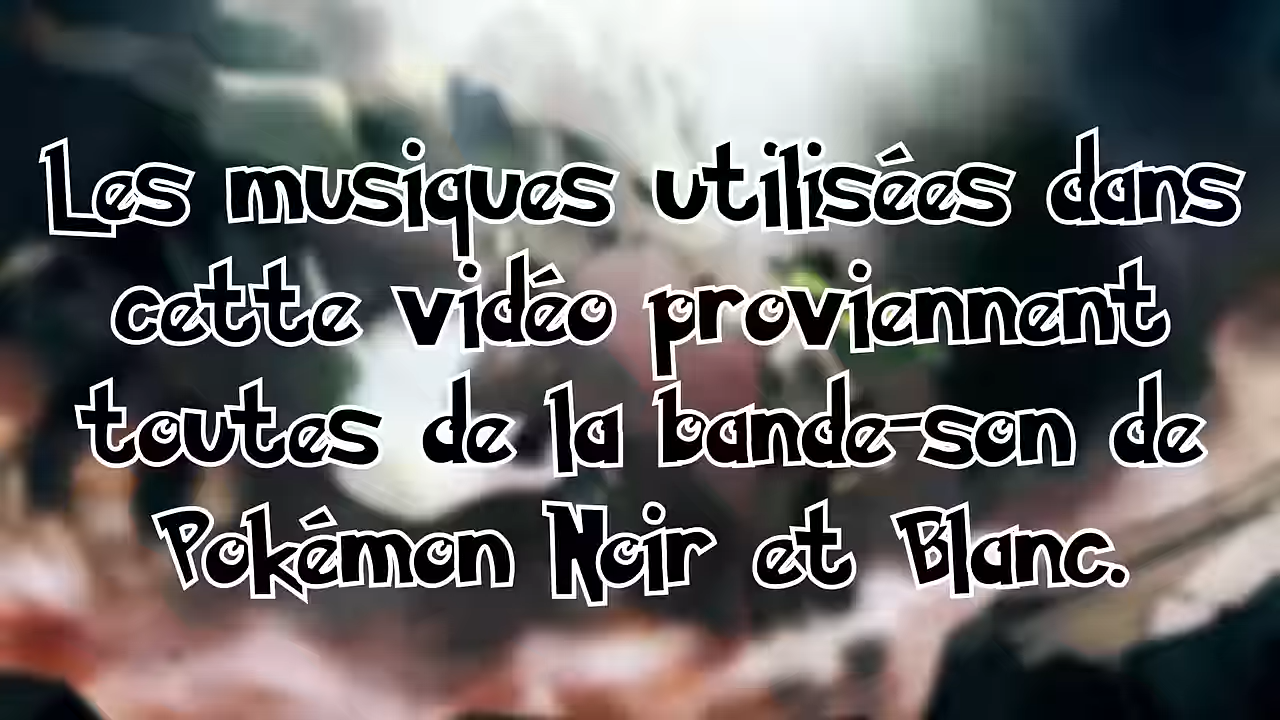 Les musiques utilisées dans
cette vidéo proviennent
toutes de la bande-son de
Pokémon Noir et Blanc.